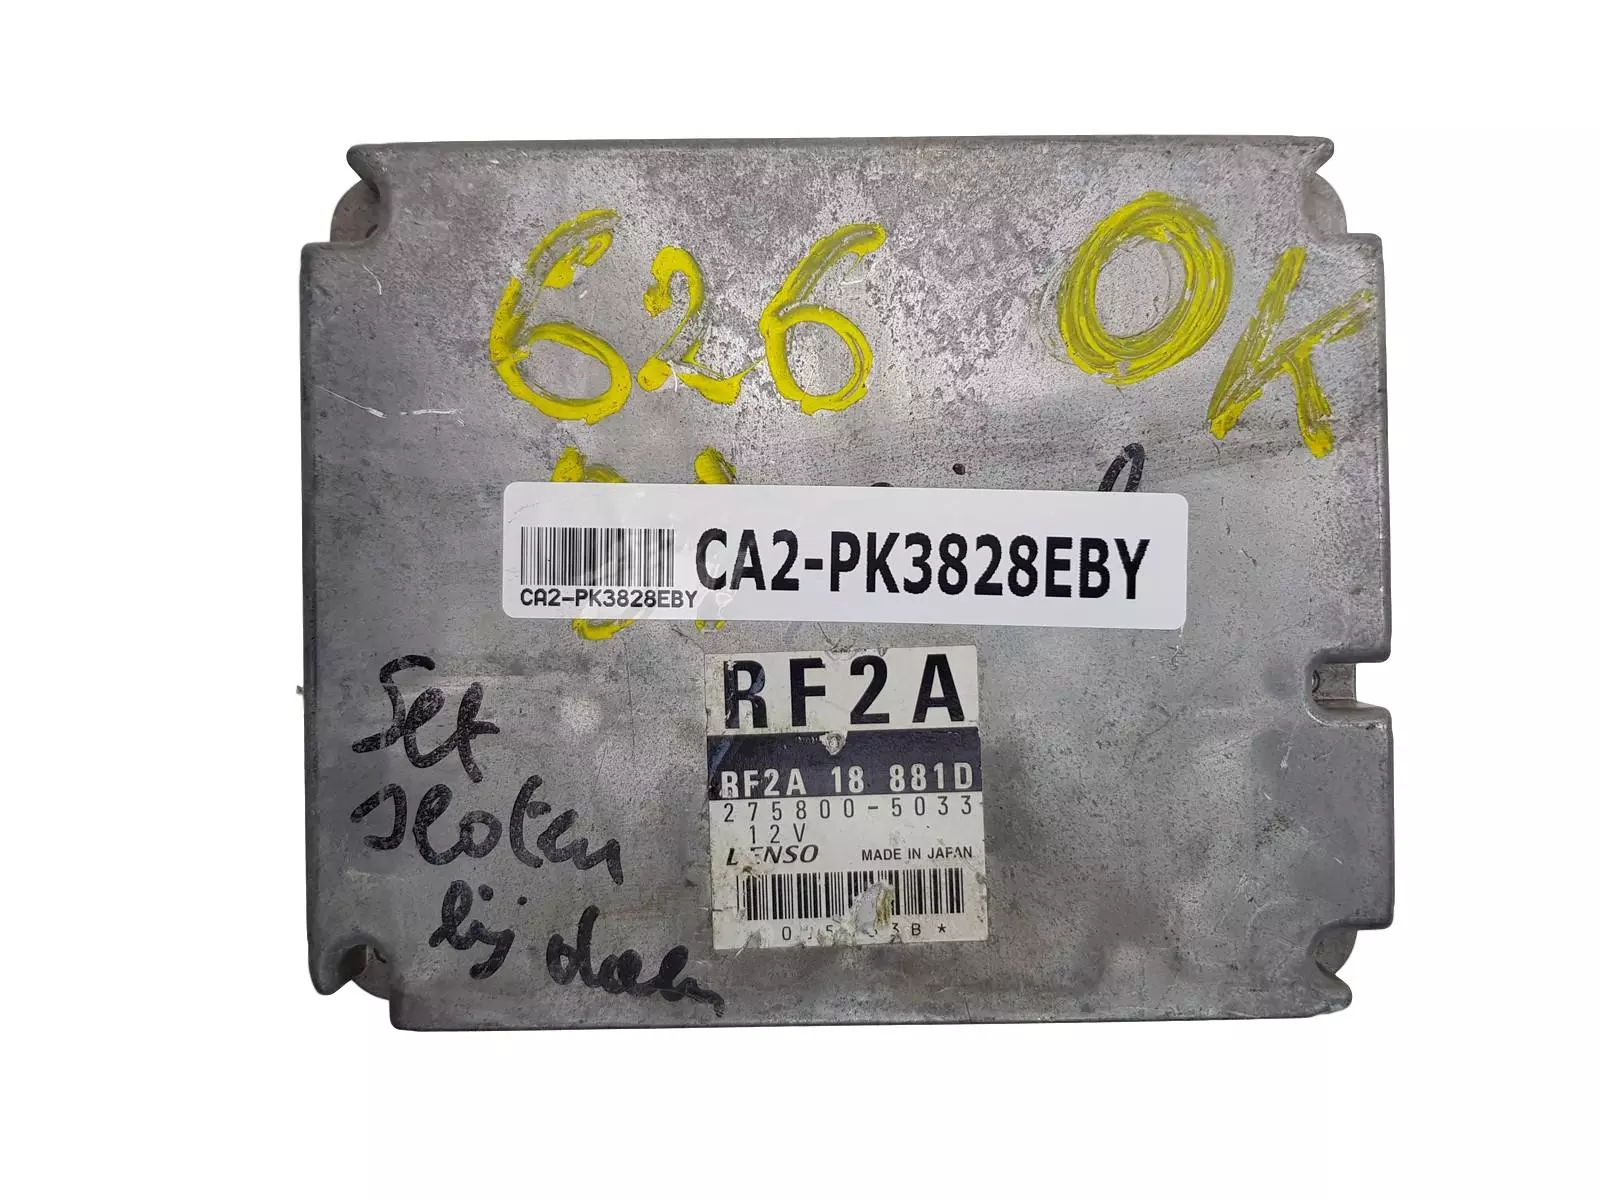 626 OK
CA2-PK3828EBY
CA2-PK3828EBY
RF2A
RF2A 18 881D
275800-5033
12V
DENSO MADE IN JAPAN
Set
sloten
bij doen